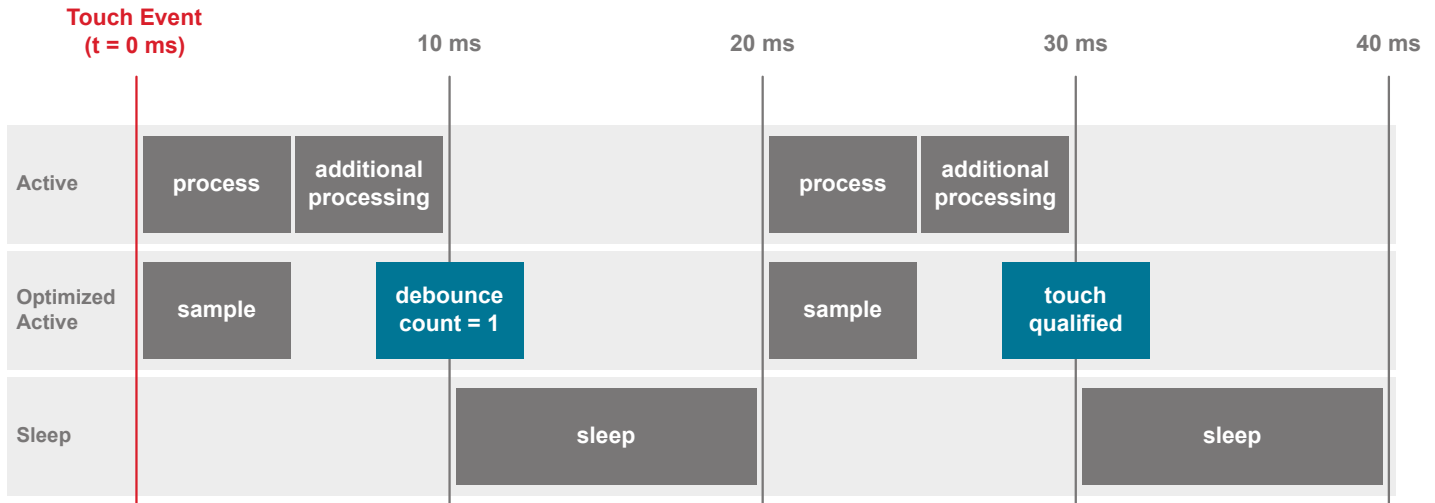 Touch Event
(t = 0 ms)
10 ms
20 ms
30 ms
40 ms
Active
process
additional
processing
process
additional
processing
Optimized
Active
sample
debounce
count = 1
sample
touch
qualified
Sleep
sleep
sleep